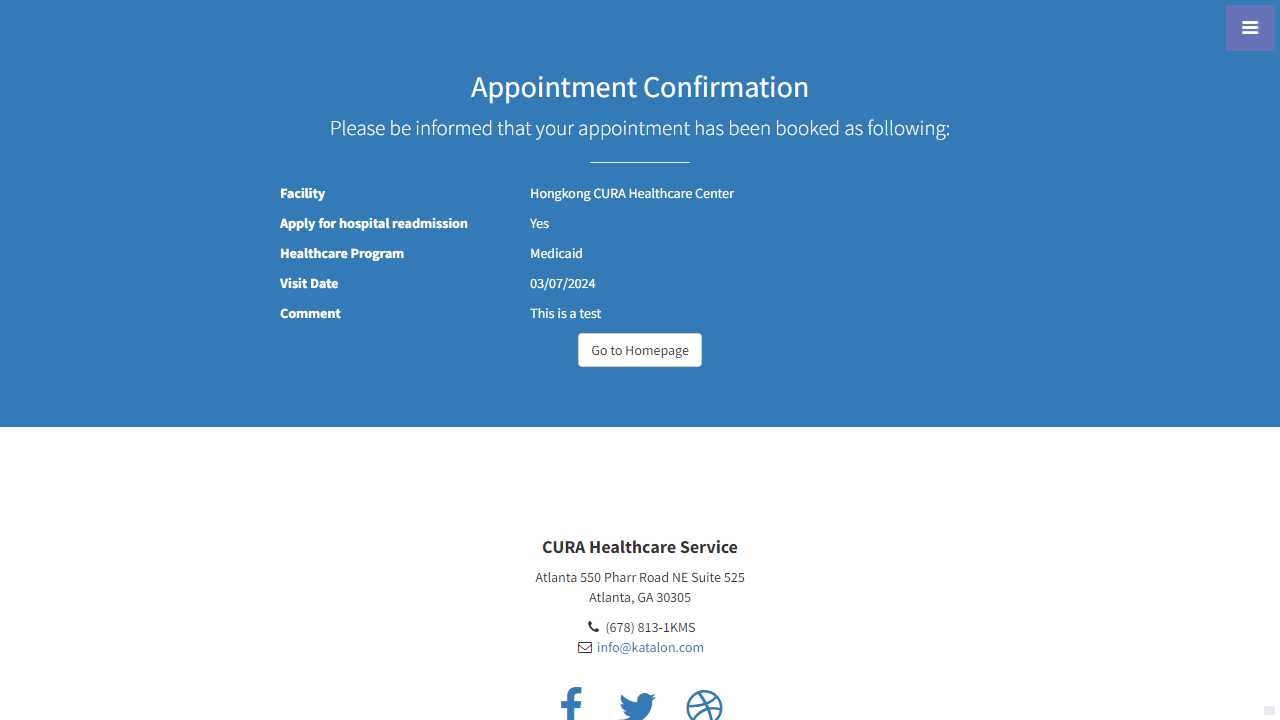 Appointment Confirmation
Please be informed that your appointment has been booked as following:
Facility Hongkong CURA Healthcare Center
Apply for hospital readmission Yes
Healthcare Program Medicaid
Visit Date 03/07/2024
Comment This is a test
Go to Homepage
CURA Healthcare Service
Atlanta 550 Pharr Road NE Suite 525
Atlanta, GA 30305
(678) 813-1KMS
info@katalon.com